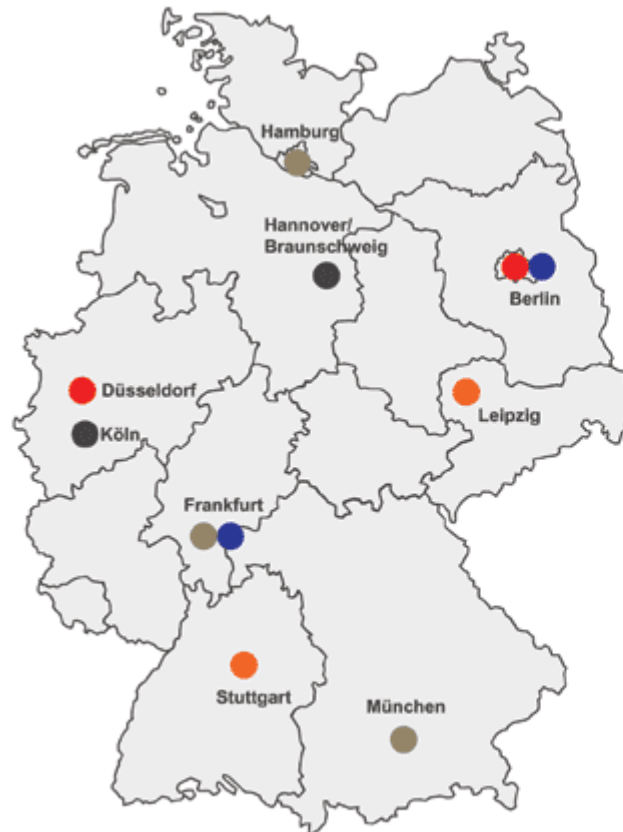 Hamburg
Hannover/
Braunschweig
Berlin
Düsseldorf
Leipzig
Köln
Frankfurt
Stuttgart
München